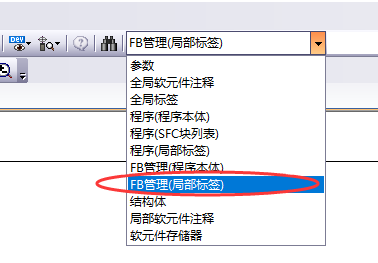 DEV
FB管理(局部标签)
参数
全局软元件注释
全局标签
程序(程序本体)
程序(SFC块列表)
程序(局部标签)
FB管理(程序本体)
FB管理(局部标签)
结构体
局部软元件注释
软元件存储器